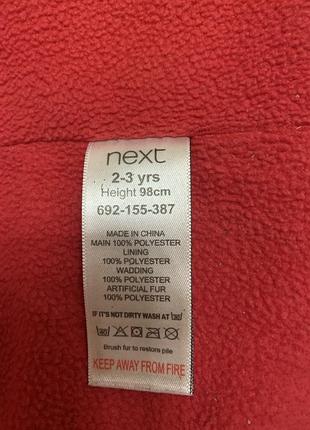 next
2-3 yrs
Height 98cm
692-155-387
MADE IN CHINA
MAIN 100% POLYESTER
LINING
100% POLYESTER
WADDING
100% POLYESTER
ARTIFICIAL FUR
100% POLYESTER
IF IT'S NOT DIRTY WASH AT 30
Brush fur to restore pile
KEEP AWAY FROM FIRE